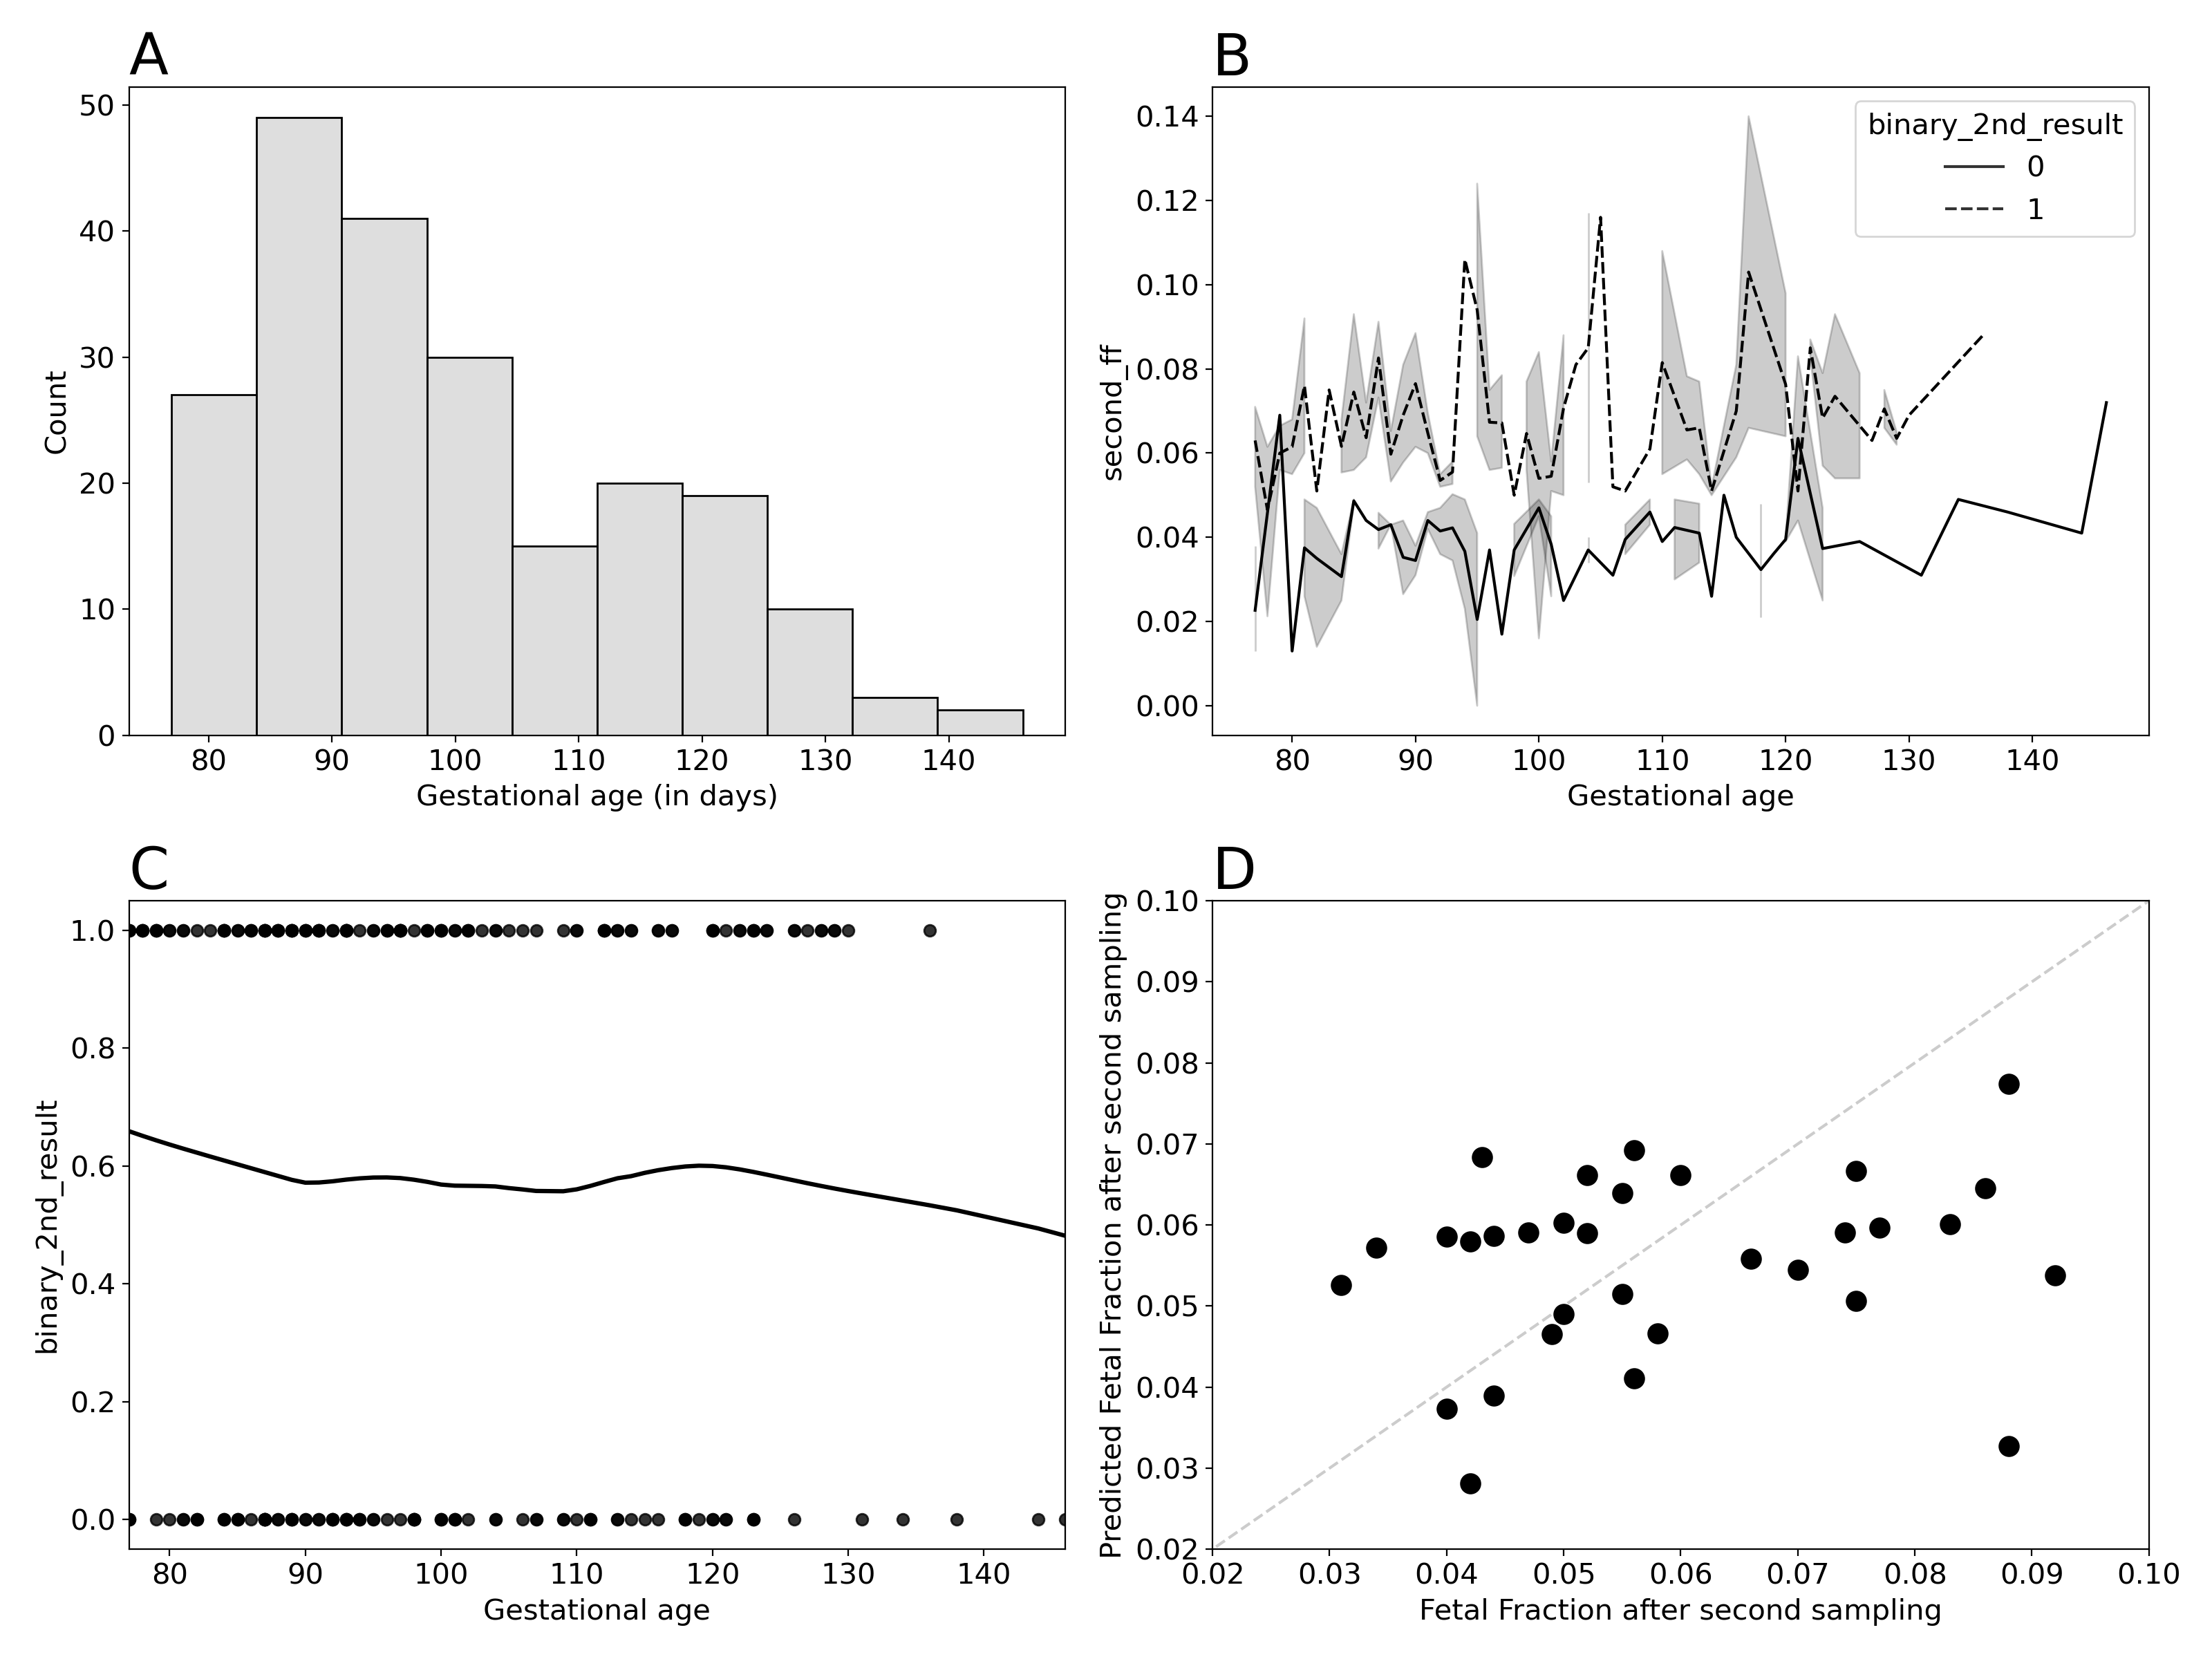 A
50
40
30
20
10
0
Count
80 90 100 110 120 130 140
Gestational age (in days)
B
0.14
0.12
0.10
0.08
0.06
0.04
0.02
0.00
second_ff
binary_2nd_result
0
1
80 90 100 110 120 130 140
Gestational age
C
1.0
0.8
0.6
0.4
0.2
0.0
binary_2nd_result
80 90 100 110 120 130 140
Gestational age
D
0.10
0.09
0.08
0.07
0.06
0.05
0.04
0.03
0.02
Predicted Fetal Fraction after second sampling
0.02 0.03 0.04 0.05 0.06 0.07 0.08 0.09 0.10
Fetal Fraction after second sampling